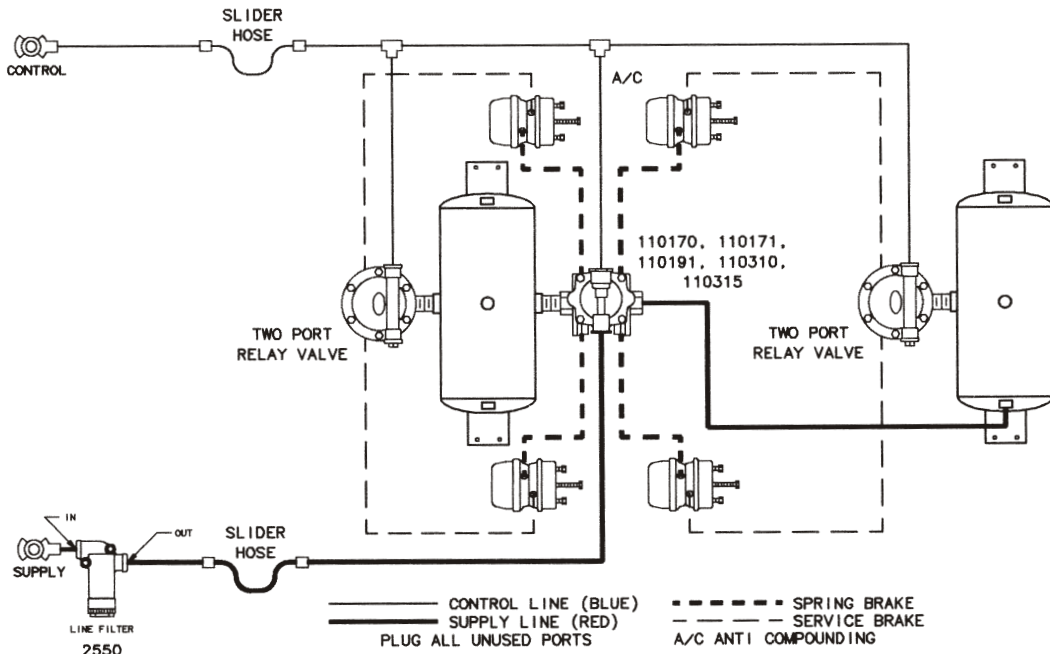 SLIDER
HOSE
CONTROL
A/C
110170, 110171,
110191, 110310,
110315
TWO PORT
RELAY VALVE
TWO PORT
RELAY VALVE
IN
OUT
SLIDER
HOSE
SUPPLY
LINE FILTER
2550
CONTROL LINE (BLUE)
SUPPLY LINE (RED)
PLUG ALL UNUSED PORTS
SPRING BRAKE
SERVICE BRAKE
A/C ANTI COMPOUNDING